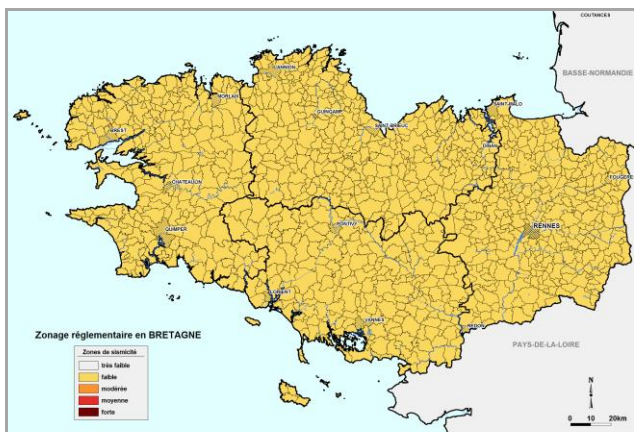 COUTANCES
BASSE-NORMANDIE
LANNION
MORLAIX
SAINT-MALO
GUINGAMP
SAINT-BRIEUC
BREST
DINAN
FOUGERES
CHATEAULIN
PONTIVY
RENNES
QUIMPER
LORIENT
VANNES
REDON
PAYS-DE-LA-LOIRE
Zonage réglementaire en BRETAGNE
Zones de sismicité
très faible
faible
modérée
moyenne
forte
N
0 10 20km